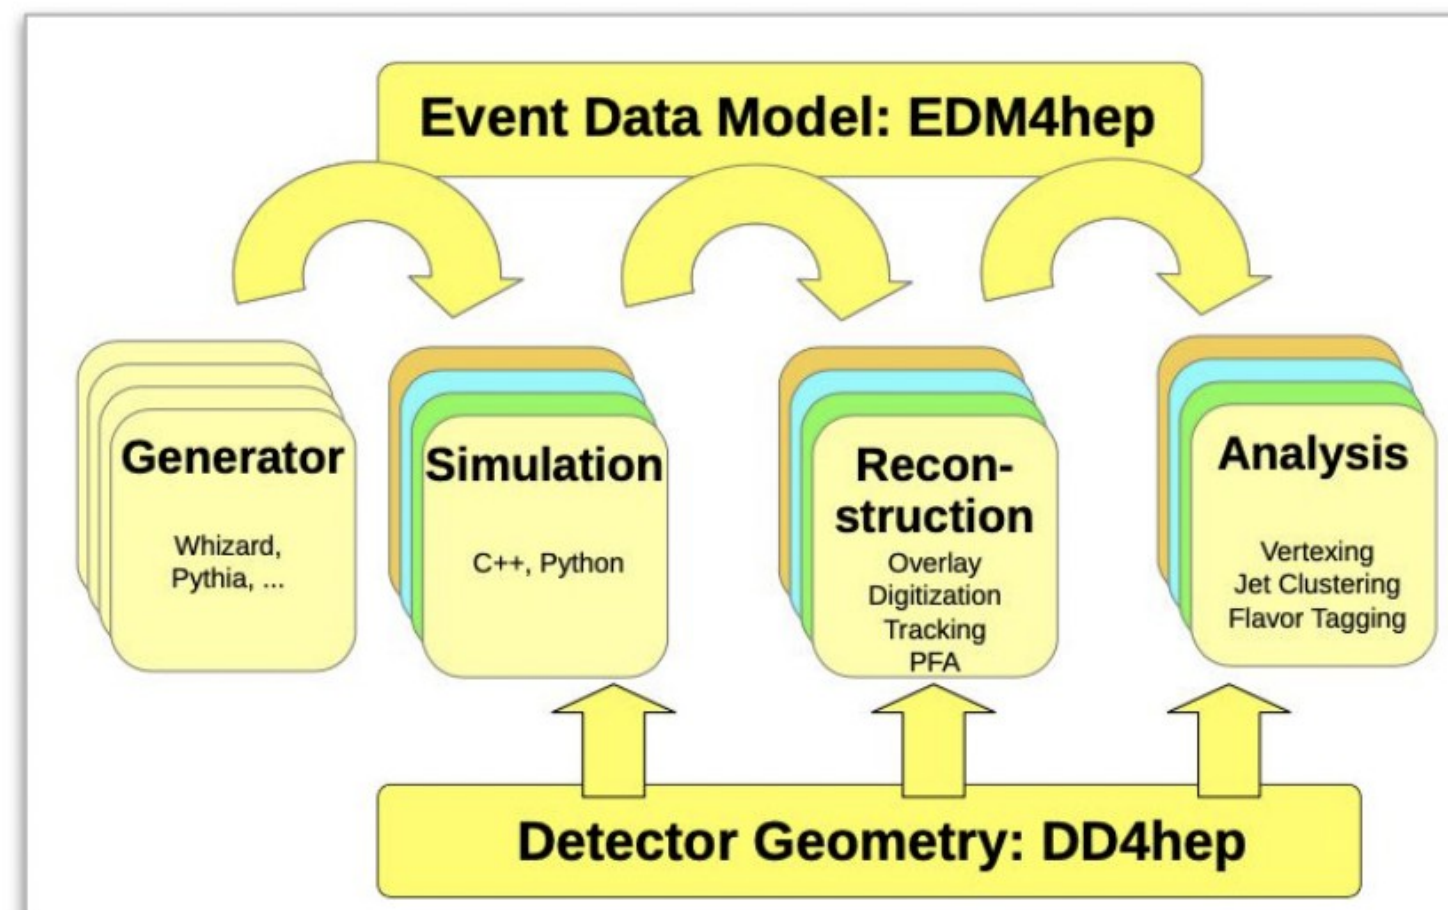 Event Data Model: EDM4hep
Generator
Whizard,
Pythia, ...
Simulation
C++, Python
Recon-
struction
Overlay
Digitization
Tracking
PFA
Analysis
Vertexing
Jet Clustering
Flavor Tagging
Detector Geometry: DD4hep